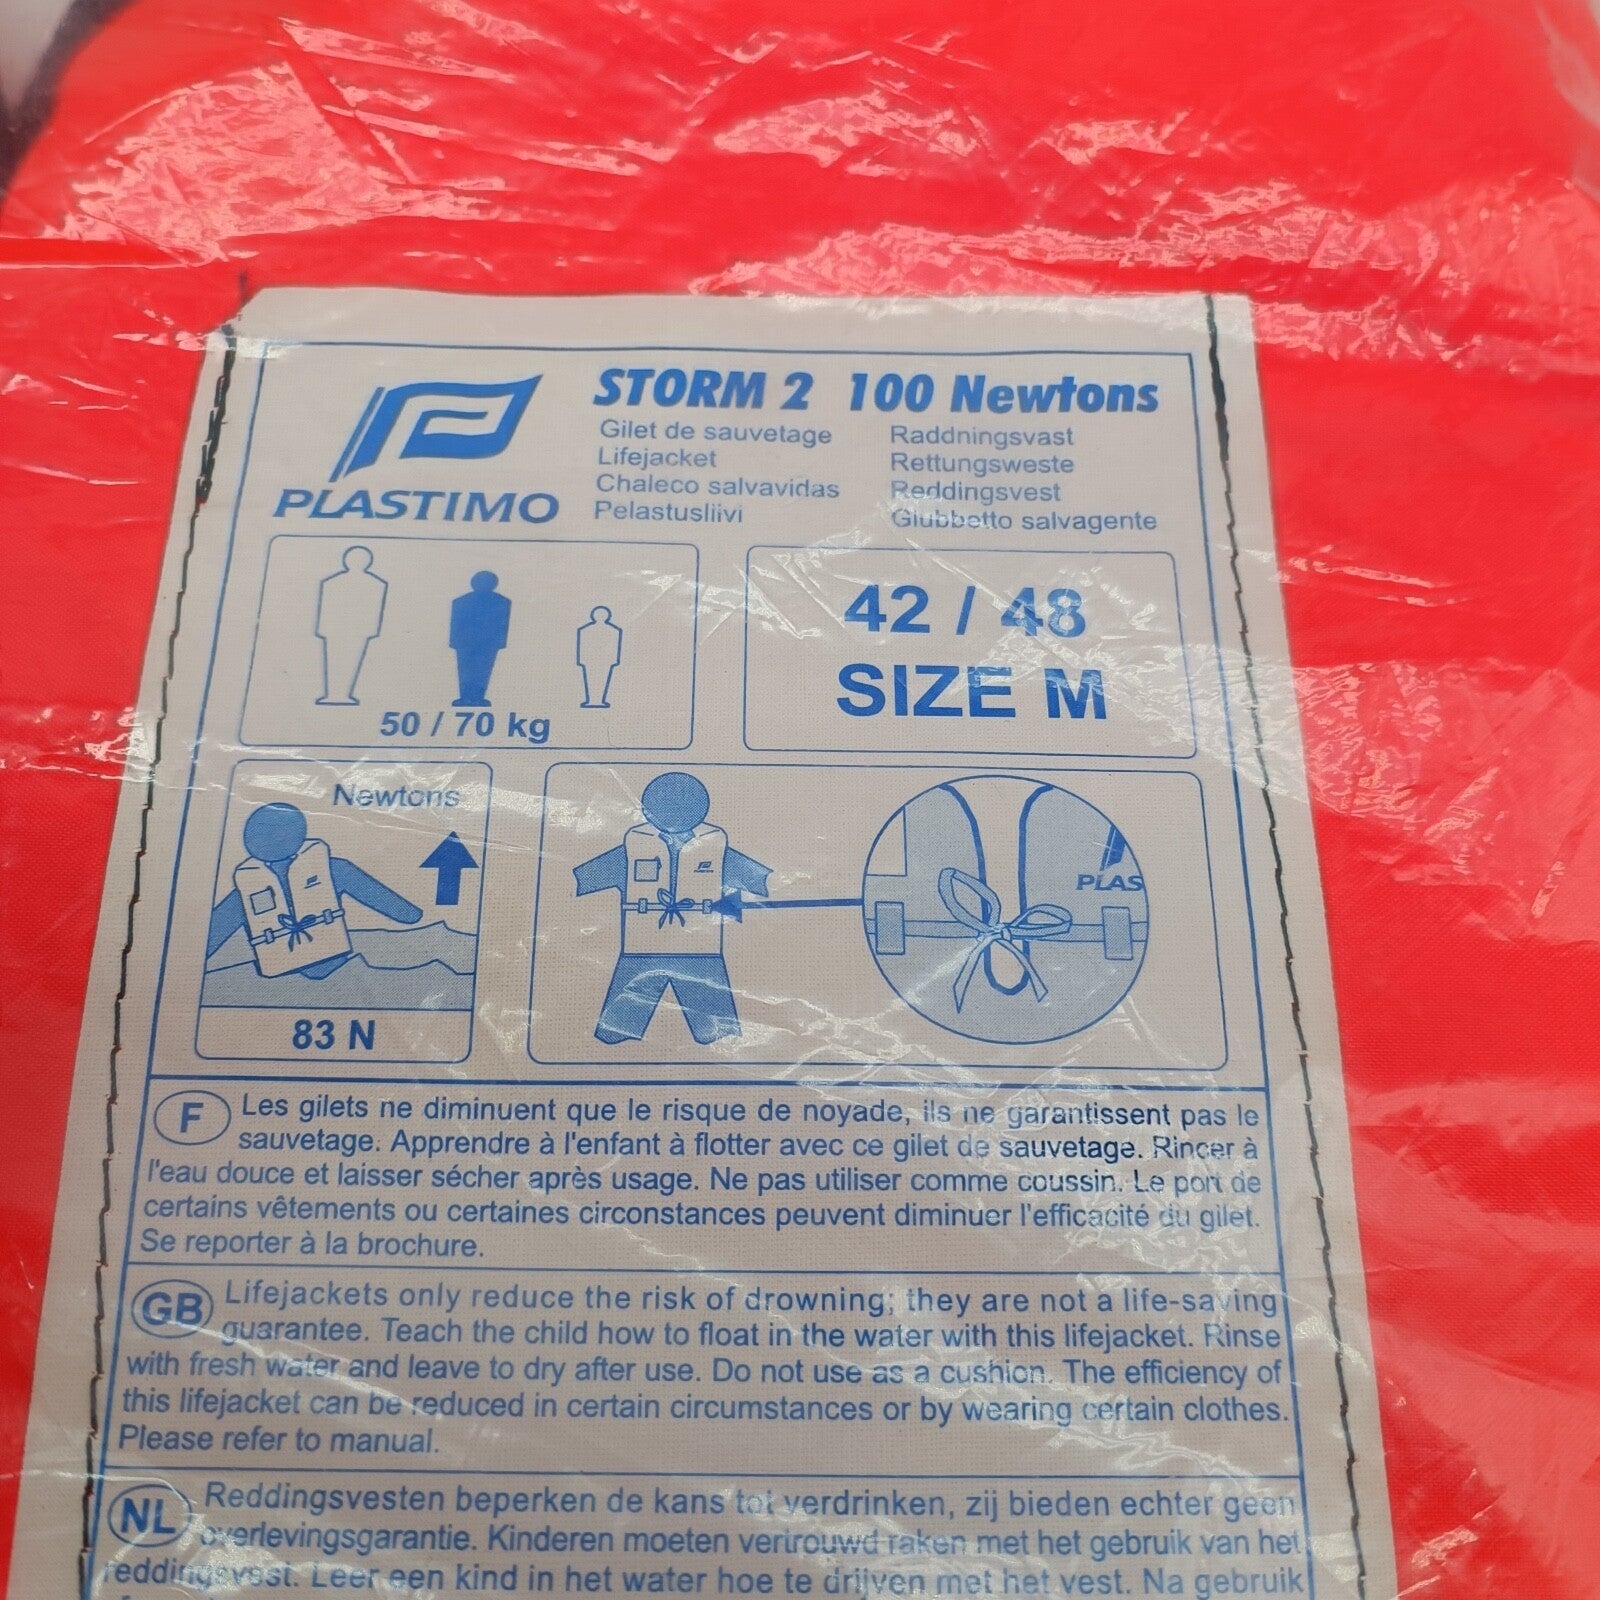 PLASTIMO
STORM 2 100 Newtons
Gilet de sauvetage
Lifejacket
Chaleco salvavidas
Pelastusliivi
Raddningsvast
Rettungsweste
Reddingsvest
Giubbetto salvagente
50 / 70 kg
42 / 48
SIZE M
Newtons
83 N
PLAS
F Les gilets ne diminuent que le risque de noyade, ils ne garantissent pas le
sauvetage. Apprendre à l'enfant à flotter avec ce gilet de sauvetage. Rincer à
l'eau douce et laisser sécher après usage. Ne pas utiliser comme coussin. Le port de
certains vêtements ou certaines circonstances peuvent diminuer l'efficacité du gilet.
Se reporter à la brochure.
GB Lifejackets only reduce the risk of drowning; they are not a life-saving
guarantee. Teach the child how to float in the water with this lifejacket. Rinse
with fresh water and leave to dry after use. Do not use as a cushion. The efficiency of
this lifejacket can be reduced in certain circumstances or by wearing certain clothes.
Please refer to manual.
NL Reddingsvesten beperken de kans tot verdrinken, zij bieden echter geen
overlevingsgarantie. Kinderen moeten vertrouwd raken met het gebruik van het
reddingsvest. Leer een kind in het water hoe te drijven met het vest. Na gebruik